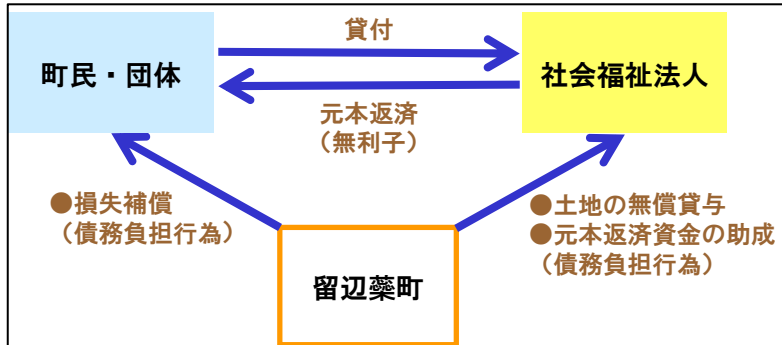 貸付
町民・団体
社会福祉法人
元本返済
（無利子）
●損失補償
（債務負担行為）
●土地の無償貸与
●元本返済資金の助成
（債務負担行為）
留辺蘂町